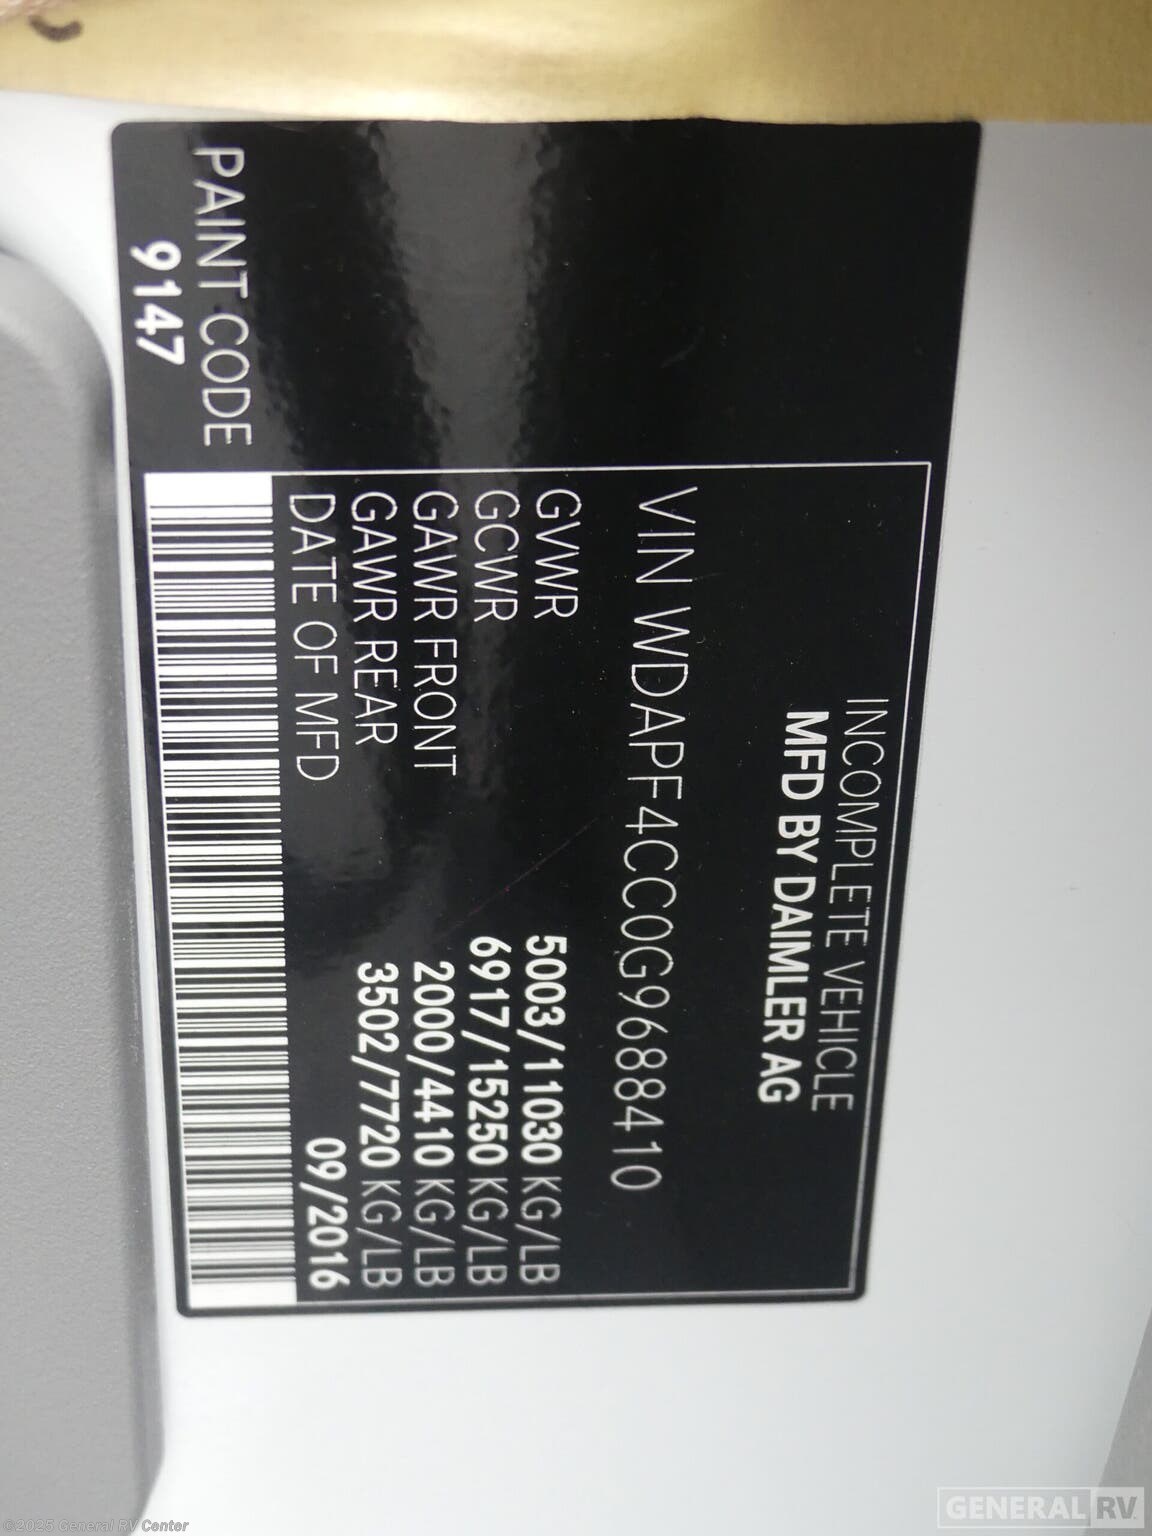 INCOMPLETE VEHICLE
MFD BY DAIMLER AG
VIN WDAPF4CC0G9688410
GVWR 5003/11030 KG/LB
GCWR 6917/15250 KG/LB
GAWR FRONT 2000/4410 KG/LB
GAWR REAR 3502/7720 KG/LB
DATE OF MFD 09/2016
PAINT CODE
9147
GENERAL RV
©2025 General RV Center